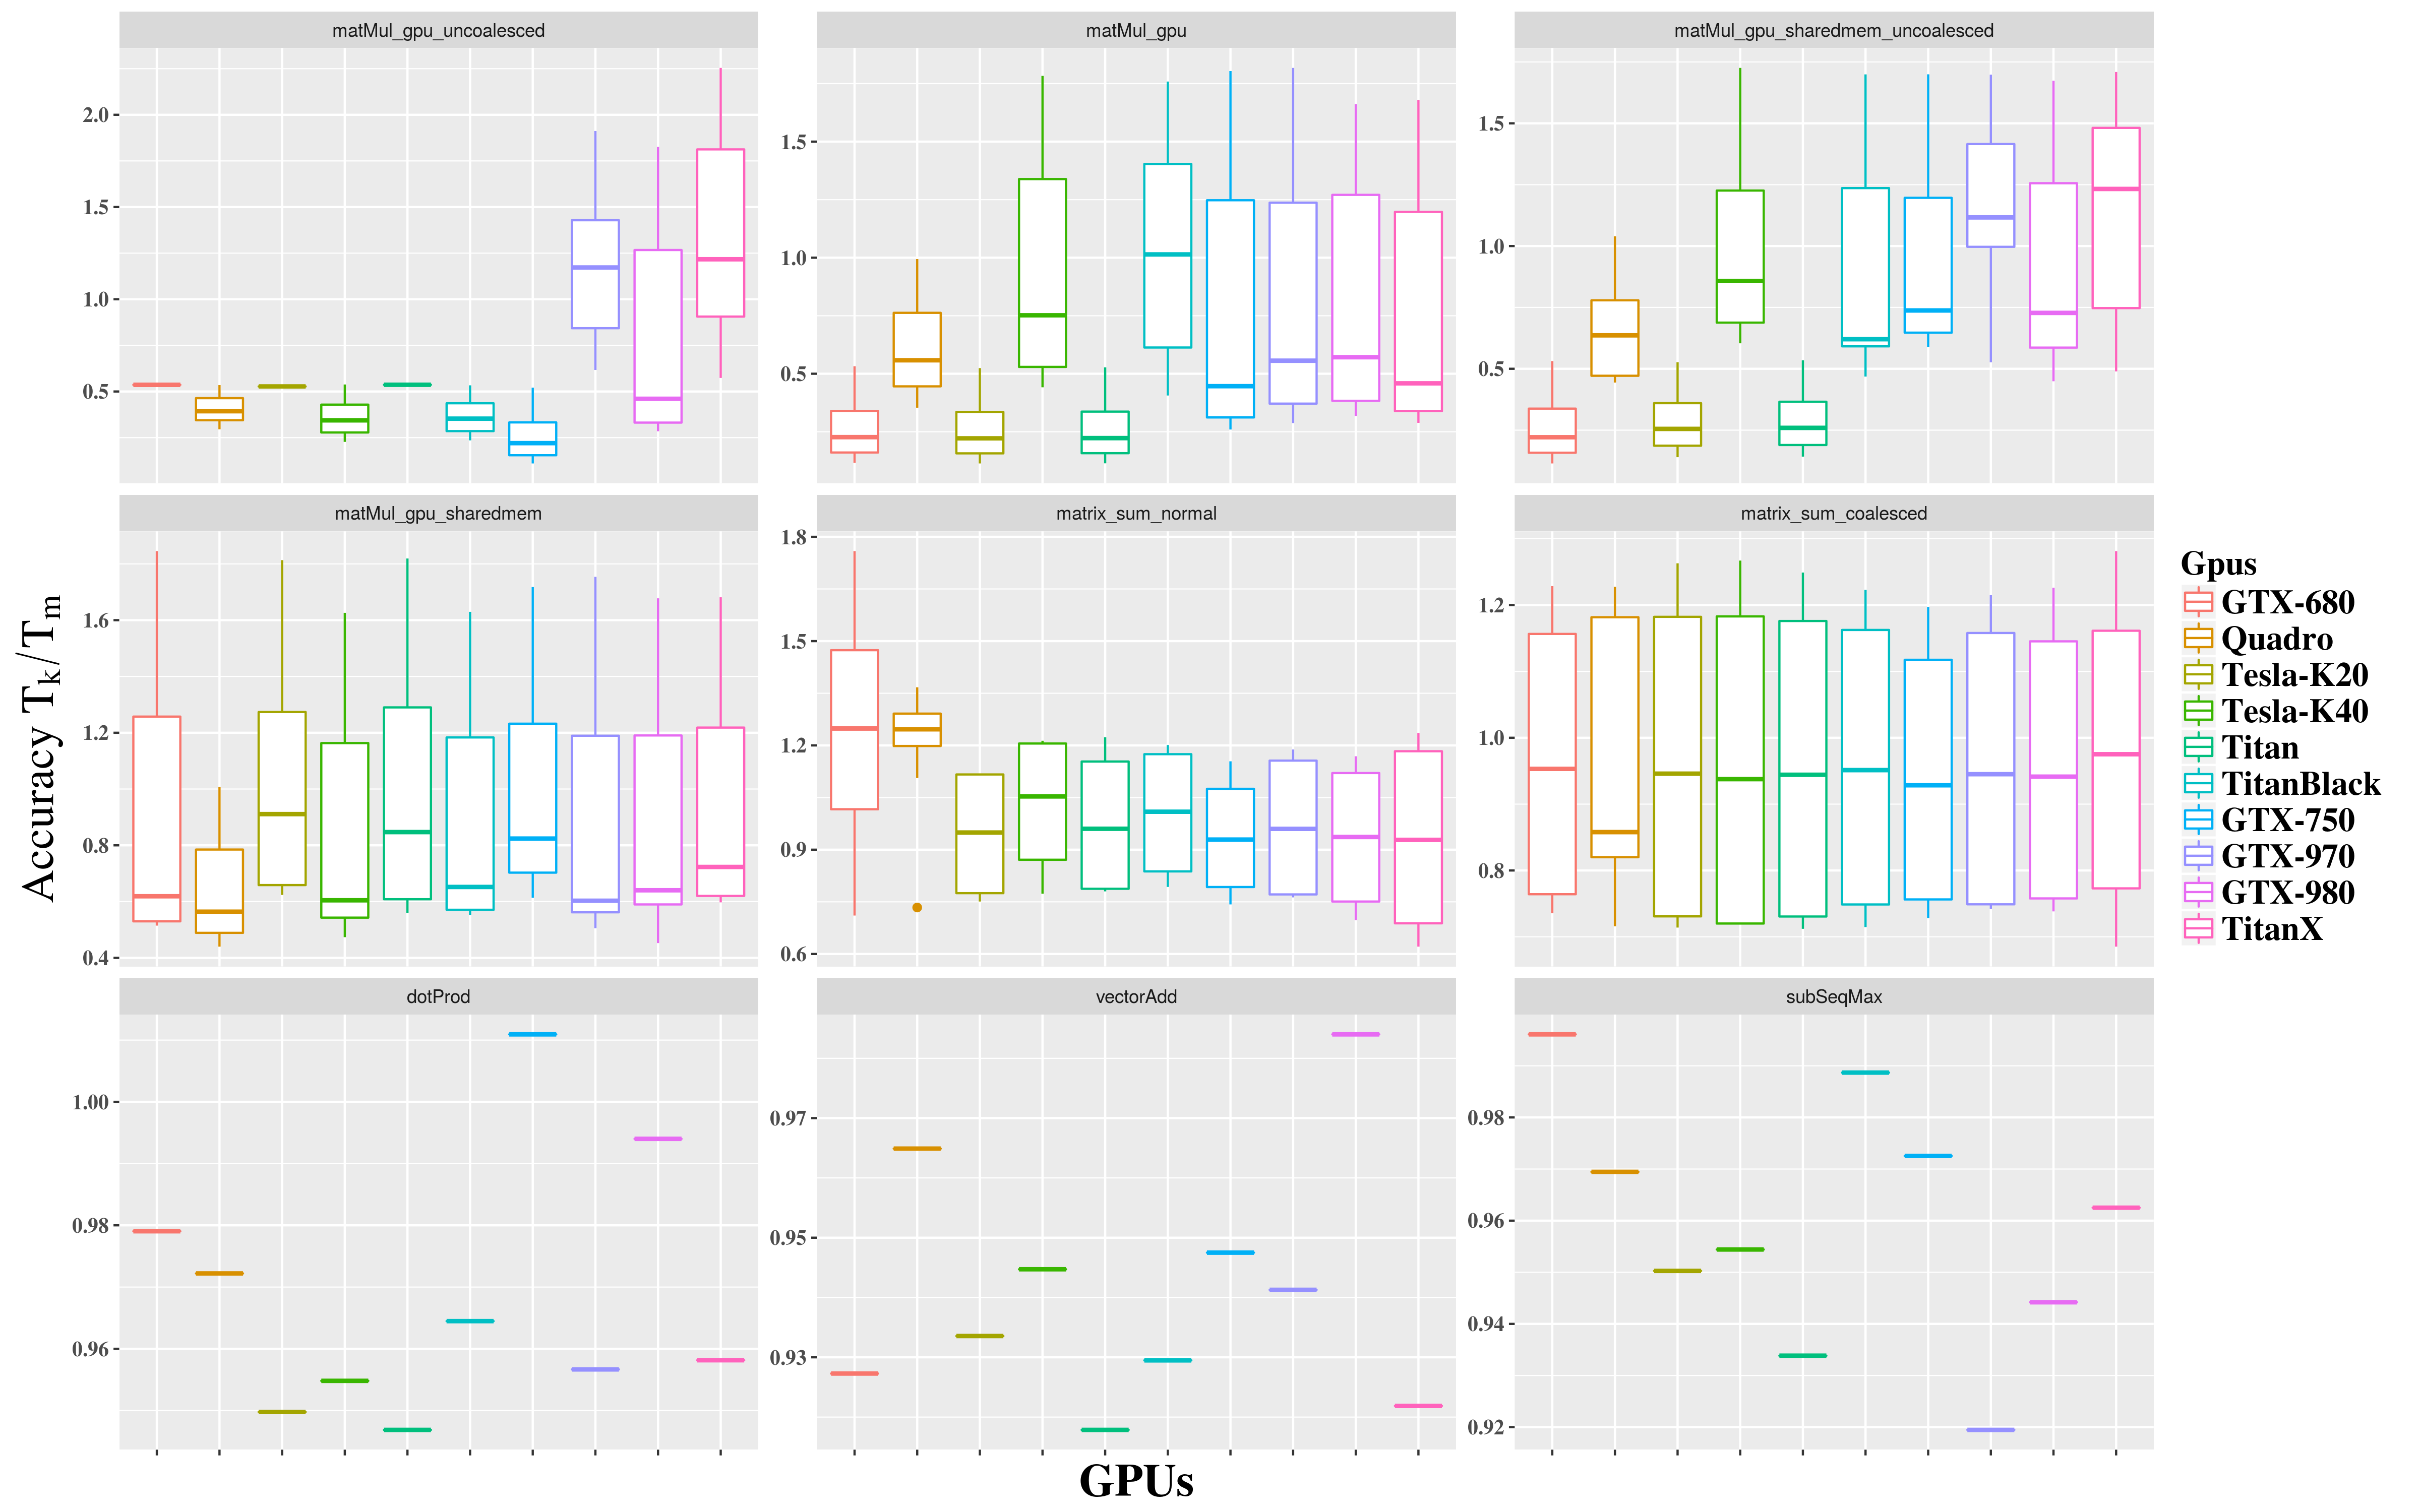 matMul_gpu_uncoalesced
matMul_gpu
matMul_gpu_sharedmem_uncoalesced
2.0
1.5
1.0
0.5
1.5
1.0
0.5
1.5
1.0
0.5
matMul_gpu_sharedmem
matrix_sum_normal
matrix_sum_coalesced
1.6
1.2
0.8
0.4
1.8
1.5
1.2
0.9
0.6
1.2
1.0
0.8
dotProd
vectorAdd
subSeqMax
1.00
0.98
0.96
0.97
0.95
0.93
0.98
0.96
0.94
0.92
Accuracy Tk/Tm
GPUs
Gpus
GTX-680
Quadro
Tesla-K20
Tesla-K40
Titan
TitanBlack
GTX-750
GTX-970
GTX-980
TitanX